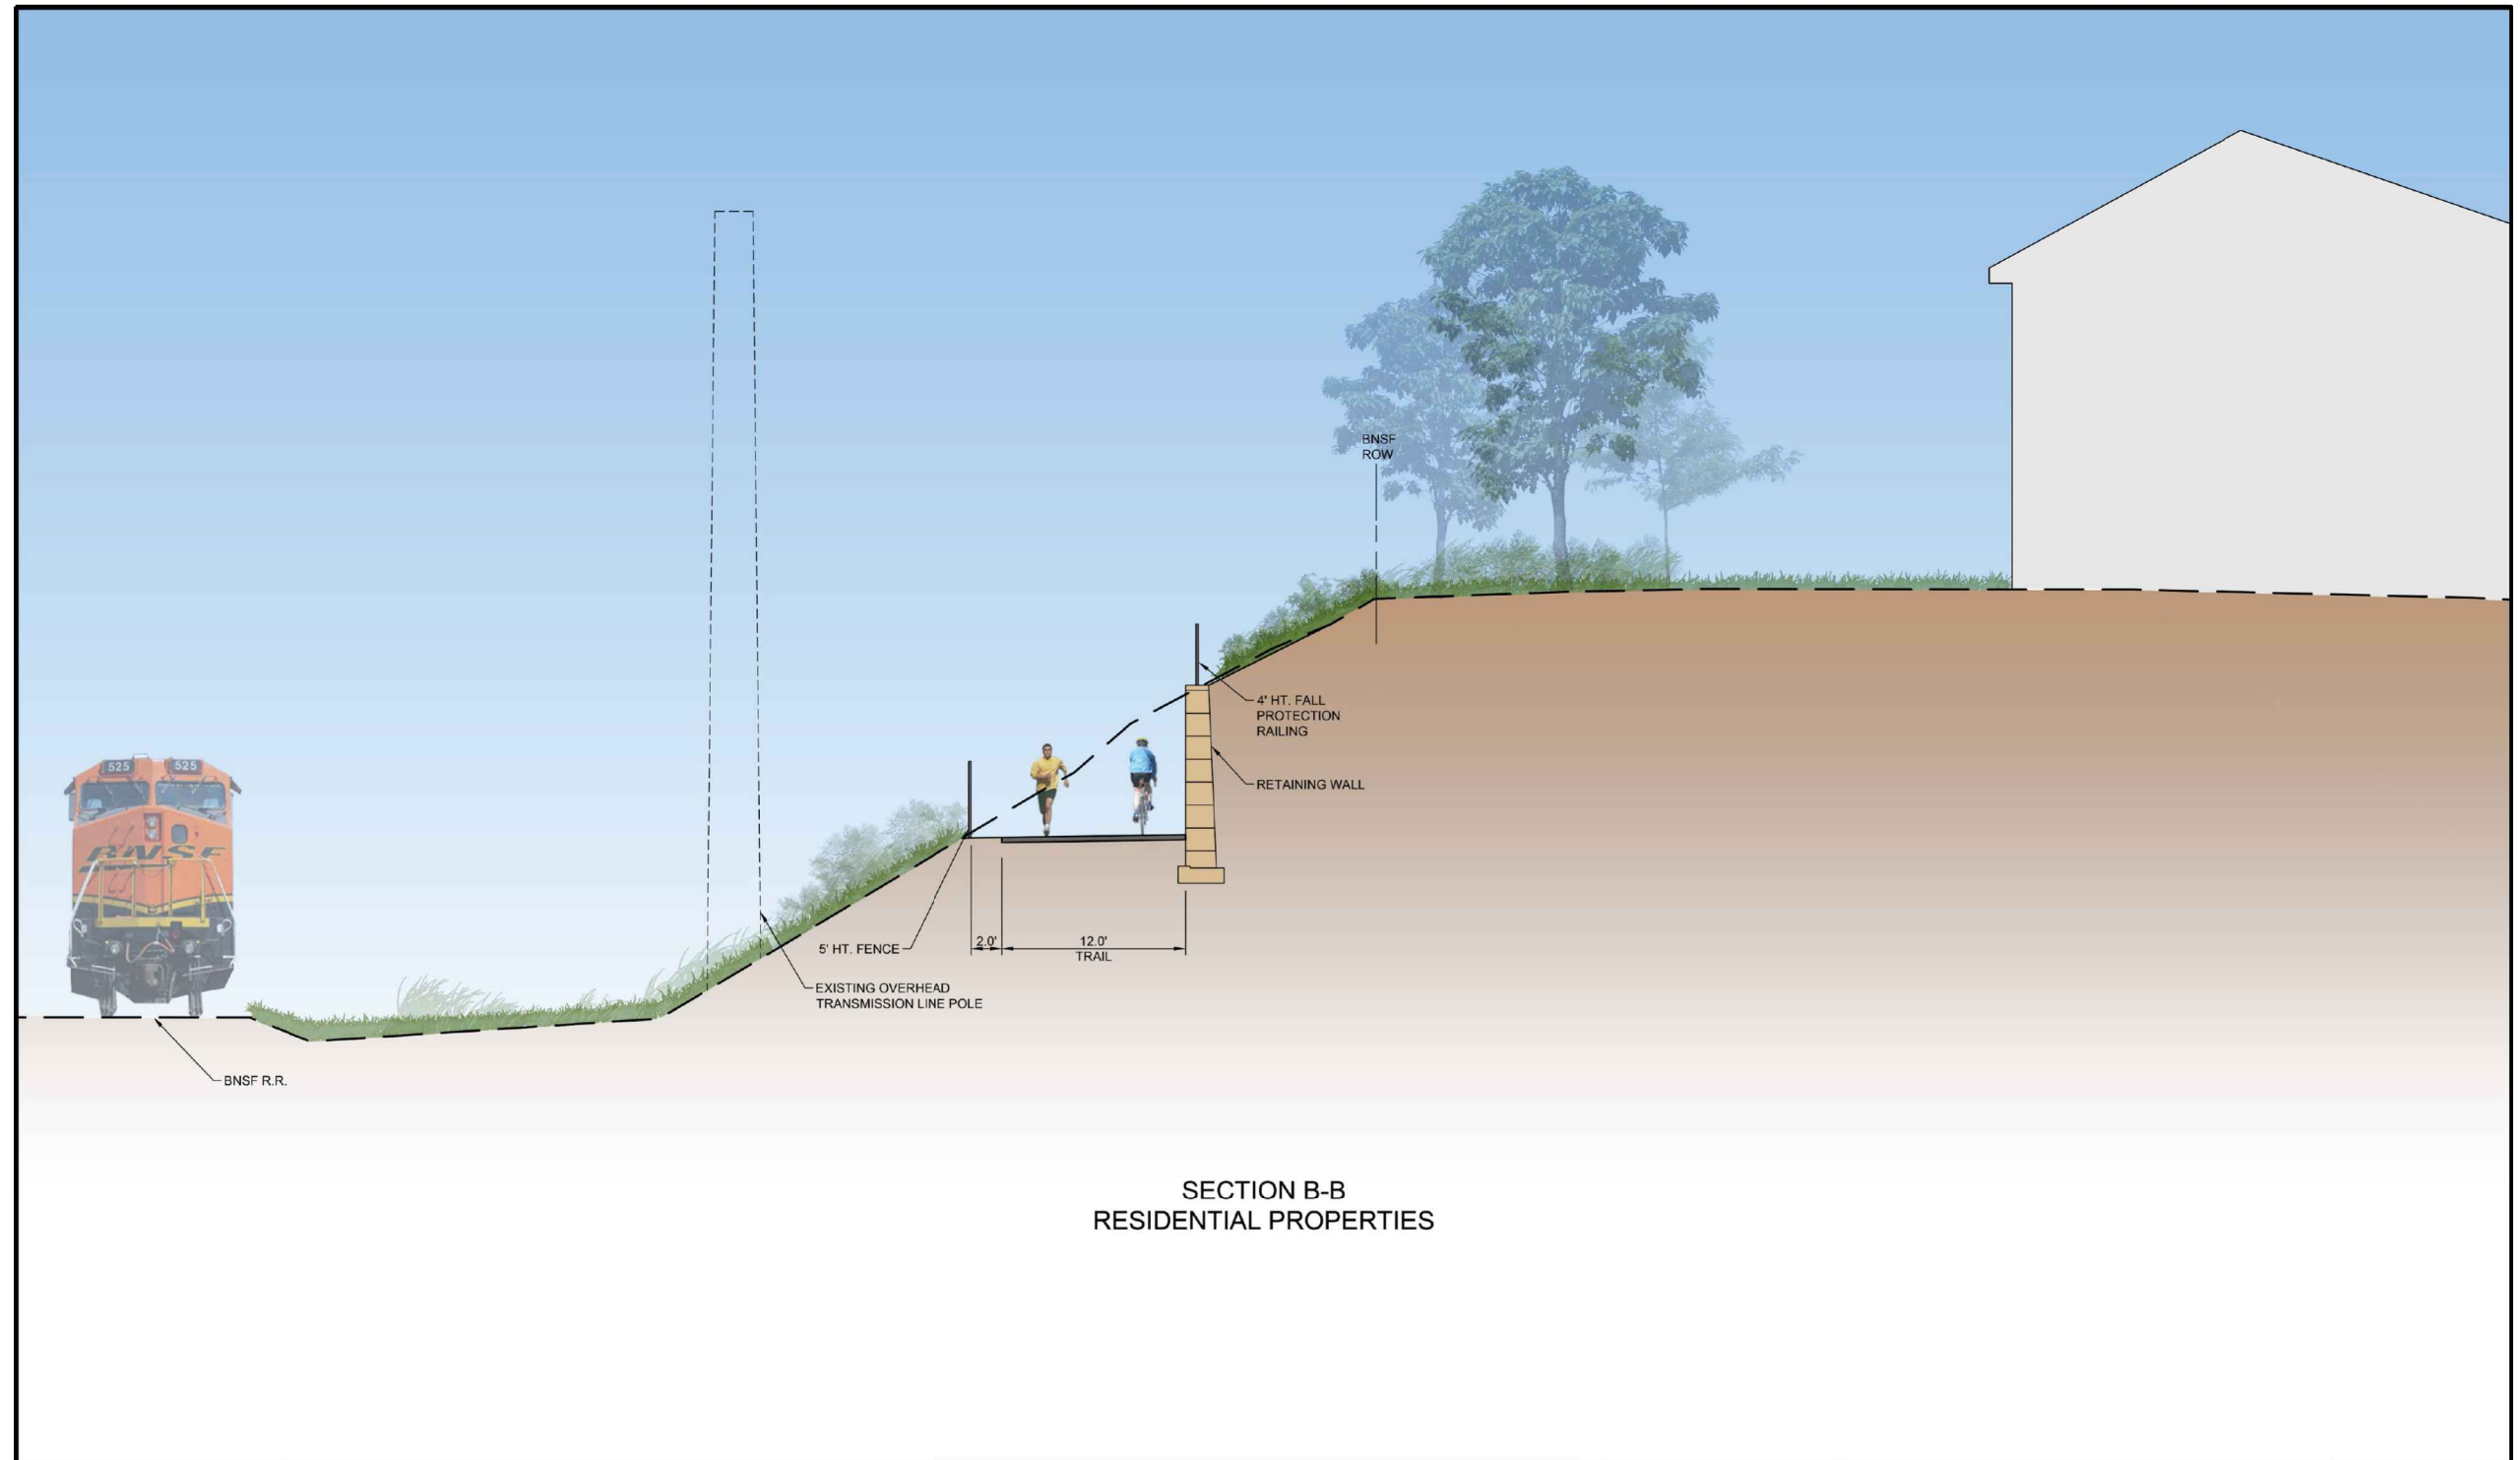 BNSF
ROW
4' HT. FALL
PROTECTION
RAILING
525 525
RETAINING WALL
BNSF
2.0' 12.0'
TRAIL
5' HT. FENCE
EXISTING OVERHEAD
TRANSMISSION LINE POLE
BNSF R.R.
SECTION B-B
RESIDENTIAL PROPERTIES